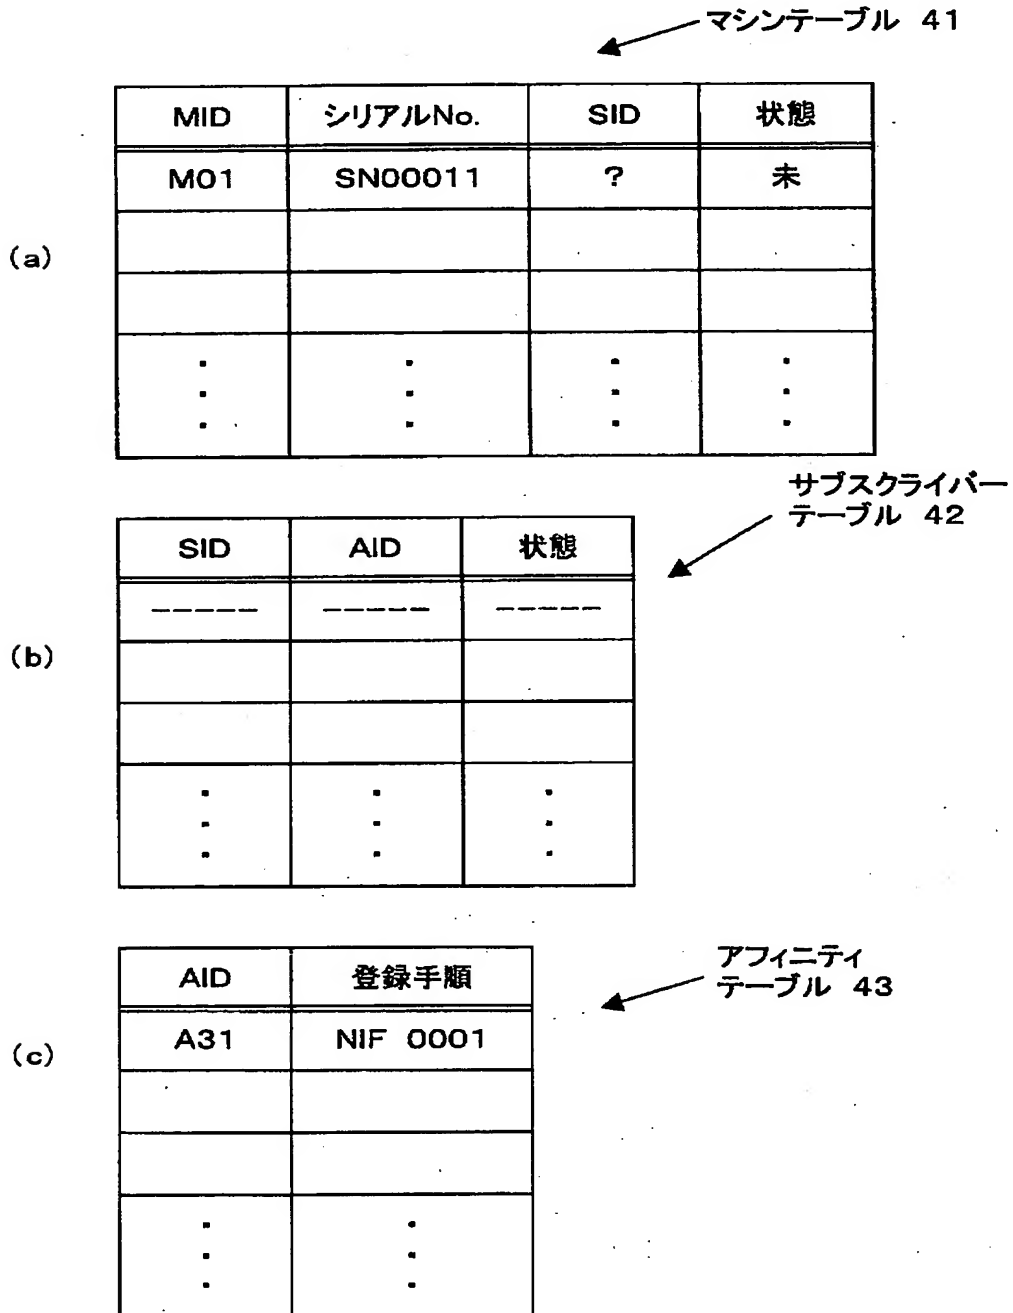 マシンテーブル 41
MID シリアルNo. SID 状態
M01 SN00011 ? 未
(a)
サブスクライバー
テーブル 42
SID AID 状態
----- ----- -----
(b)
アフィニティ
テーブル 43
AID 登録手順
A31 NIF 0001
(c)